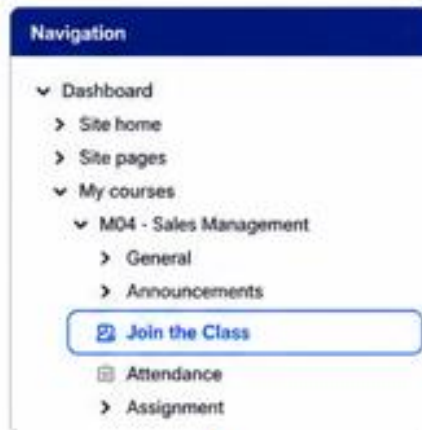 Navigation
Dashboard
Site home
Site pages
My courses
M04 - Sales Management
General
Announcements
Join the Class
Attendance
Assignment